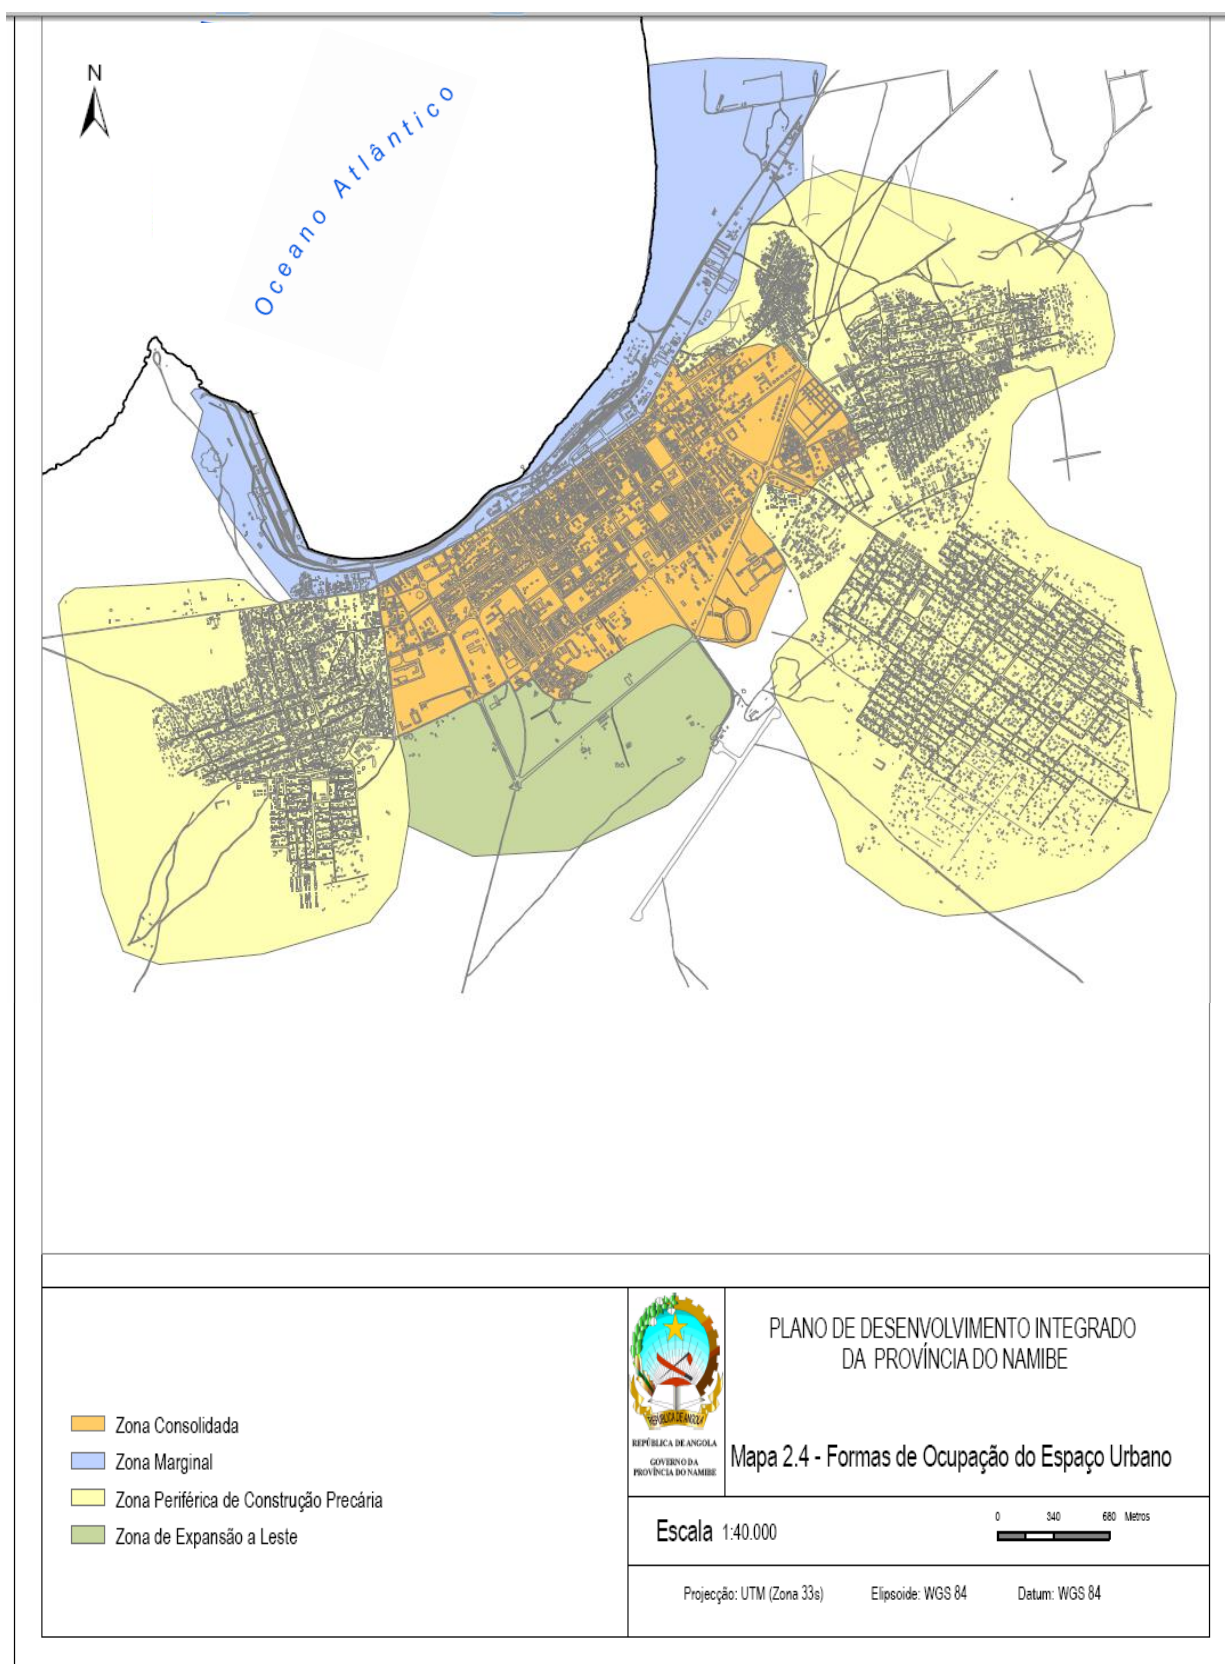 N
Oceano Atlântico
Zona Consolidada
Zona Marginal
Zona Periférica de Construção Precária
Zona de Expansão a Leste
REPÚBLICA DE ANGOLA
REPÚBLICA DE ANGOLA
GOVERNO DA
PROVÍNCIA DO NAMIBE
PLANO DE DESENVOLVIMENTO INTEGRADO
DA PROVÍNCIA DO NAMIBE
Mapa 2.4 - Formas de Ocupação do Espaço Urbano
Escala 1:40.000
0 340 680 Metros
Projecção: UTM (Zona 33s) Elipsoide: WGS 84 Datum: WGS 84